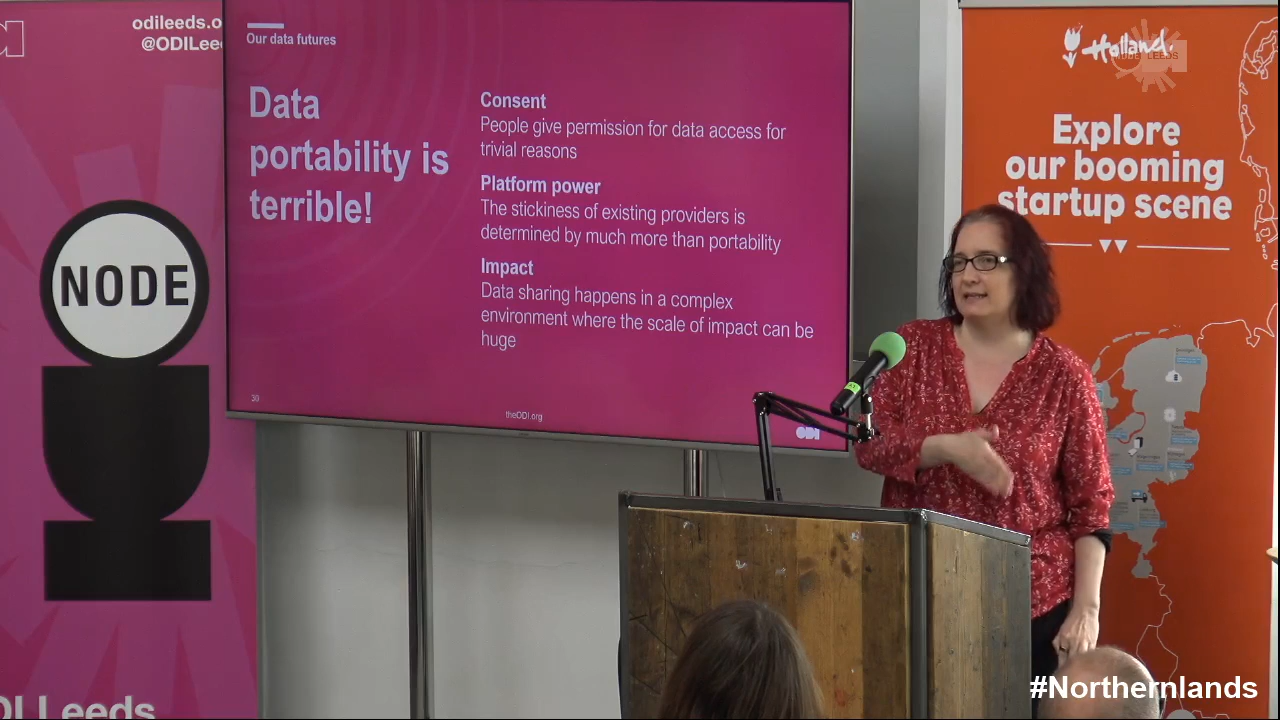 odileeds.o
@ODILee
NODE
ODI Leeds
Our data futures
Data
portability is
terrible!
Consent
People give permission for data access for
trivial reasons
Platform power
The stickiness of existing providers is
determined by much more than portability
Impact
Data sharing happens in a complex
environment where the scale of impact can be
huge
30
theODI.org
ODI
Holland.
NODE LEEDS
Explore
our booming
startup scene
#Northernlands